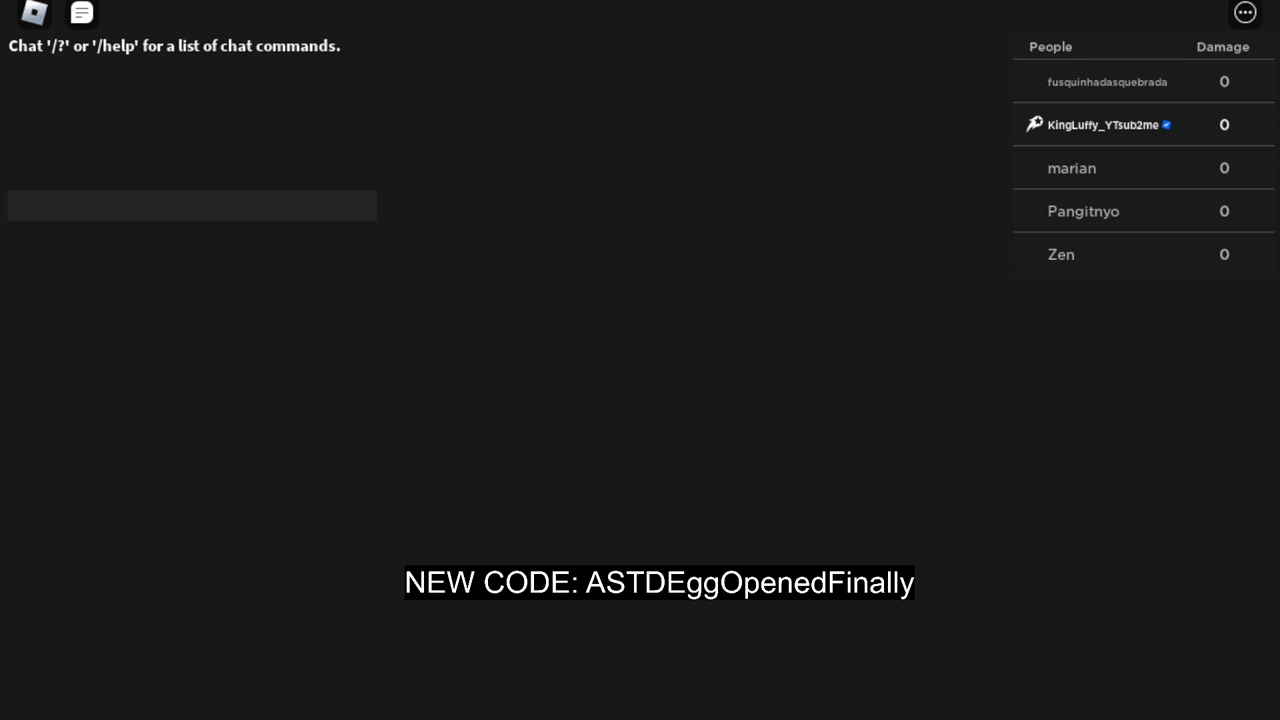 Chat '/?' or '/help' for a list of chat commands.
People Damage
fusquinhadasquebrada 0
KingLuffy_YTsub2me 0
marian 0
Pangitnyo 0
Zen 0
NEW CODE: ASTDEggOpenedFinally